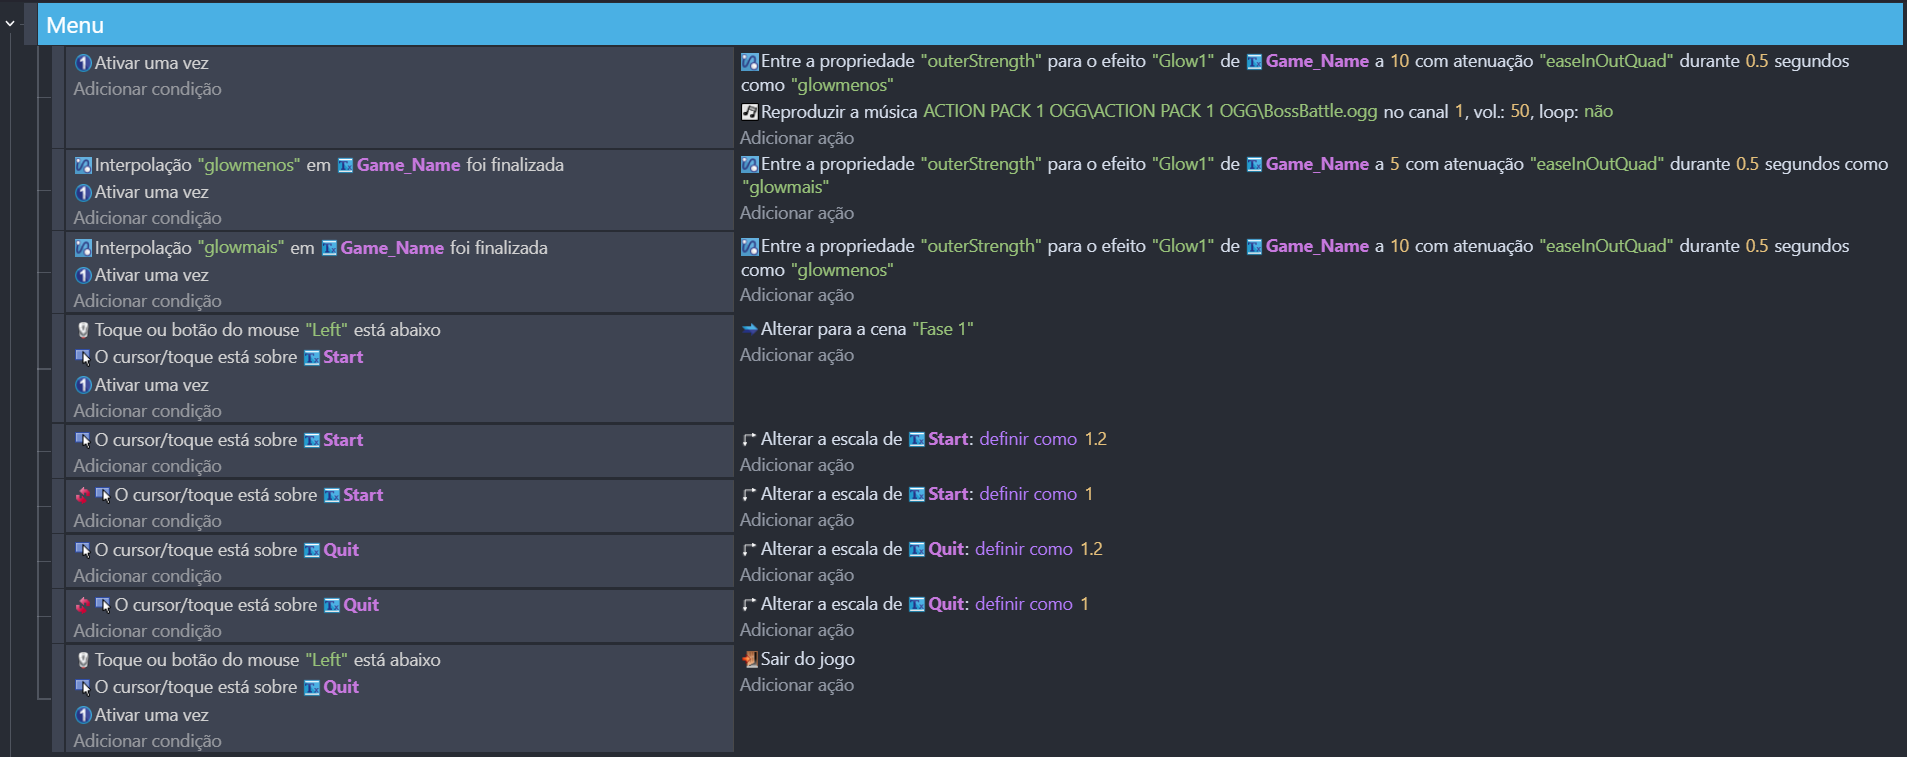 Menu
Ativar uma vez
Adicionar condição
Entre a propriedade "outerStrength" para o efeito "Glow1" de Game_Name a 10 com atenuação "easeInOutQuad" durante 0.5 segundos
como "glowmenos"
Reproduzir a música ACTION PACK 1 OGG\ACTION PACK 1 OGG\BossBattle.ogg no canal 1, vol.: 50, loop: não
Adicionar ação
Interpolação "glowmenos" em Game_Name foi finalizada
Ativar uma vez
Adicionar condição
Entre a propriedade "outerStrength" para o efeito "Glow1" de Game_Name a 5 com atenuação "easeInOutQuad" durante 0.5 segundos como
"glowmais"
Adicionar ação
Interpolação "glowmais" em Game_Name foi finalizada
Ativar uma vez
Adicionar condição
Entre a propriedade "outerStrength" para o efeito "Glow1" de Game_Name a 10 com atenuação "easeInOutQuad" durante 0.5 segundos
como "glowmenos"
Adicionar ação
Toque ou botão do mouse "Left" está abaixo
O cursor/toque está sobre Start
Ativar uma vez
Adicionar condição
Alterar para a cena "Fase 1"
Adicionar ação
O cursor/toque está sobre Start
Adicionar condição
Alterar a escala de Start: definir como 1.2
Adicionar ação
O cursor/toque está sobre Start
Adicionar condição
Alterar a escala de Start: definir como 1
Adicionar ação
O cursor/toque está sobre Quit
Adicionar condição
Alterar a escala de Quit: definir como 1.2
Adicionar ação
O cursor/toque está sobre Quit
Adicionar condição
Alterar a escala de Quit: definir como 1
Adicionar ação
Toque ou botão do mouse "Left" está abaixo
O cursor/toque está sobre Quit
Ativar uma vez
Adicionar condição
Sair do jogo
Adicionar ação